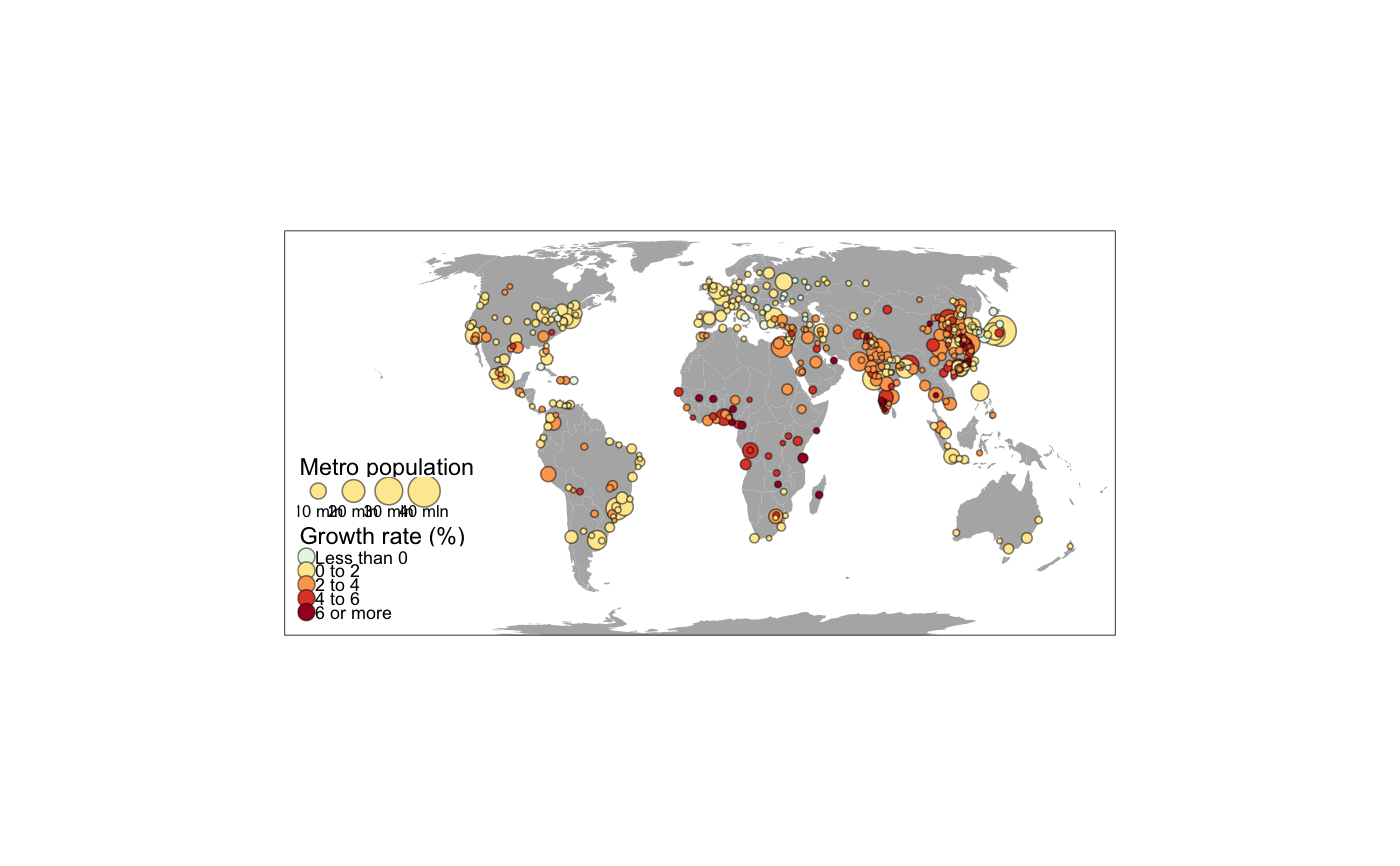 Metro population
10 mln 20 mln 30 mln 40 mln
Growth rate (%)
Less than 0
0 to 2
2 to 4
4 to 6
6 or more